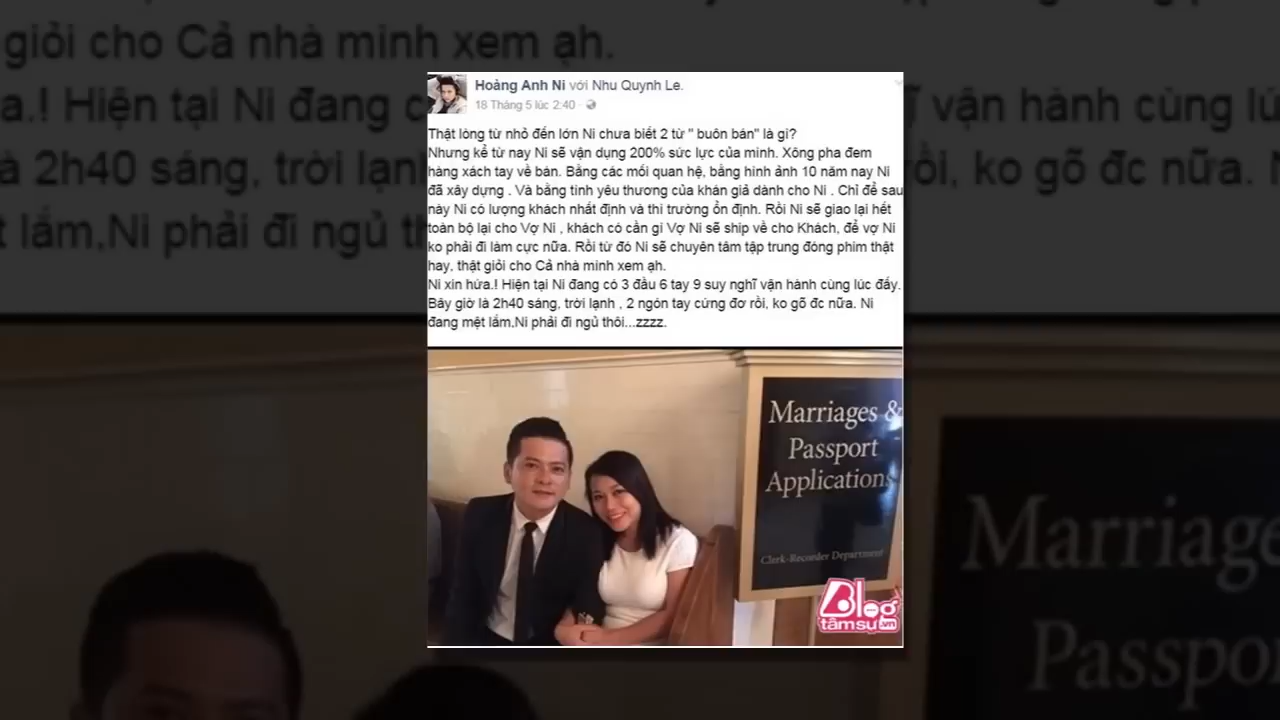 giỏi cho Cả nhà mình xem ạh.
a.! Hiện tại Ni đang c
ĩ vận hành cùng lú
à 2h40 sáng, trời lạnh
rồi, ko gõ đc nữa. N
t lắm,Ni phải đi ngủ th
Hoàng Anh Ni với Nhu Quynh Le.
18 Tháng 5 lúc 2:40 ·
Thật lòng từ nhỏ đến lớn Ni chưa biết 2 từ " buôn bán" là gì?
Nhưng kể từ nay Ni sẽ vận dụng 200% sức lực của mình. Xông pha đem
hàng xách tay về bán. Bằng các mối quan hệ, bằng hình ảnh 10 năm nay Ni
đã xây dựng . Và bằng tình yêu thương của khán giả dành cho Ni . Chỉ để sau
này Ni có lượng khách nhất định và thị trường ổn định. Rồi Ni sẽ giao lại hết
toàn bộ lại cho Vợ Ni , khách có cần gì Vợ Ni sẽ ship về cho Khách, để vợ Ni
ko phải đi làm cực nữa. Rồi từ đó Ni sẽ chuyên tâm tập trung đóng phim thật
hay, thật giỏi cho Cả nhà mình xem ạh.
Ni xin hứa.! Hiện tại Ni đang có 3 đầu 6 tay 9 suy nghĩ vận hành cùng lúc đấy.
Bây giờ là 2h40 sáng, trời lạnh , 2 ngón tay cứng đơ rồi, ko gõ đc nữa. Ni
đang mệt lắm,Ni phải đi ngủ thôi...zzzz.
Marriages &
Passport
Applications
Clerk-Recorder Department
Blog
tâmsự.vn
Marriage
Passpo